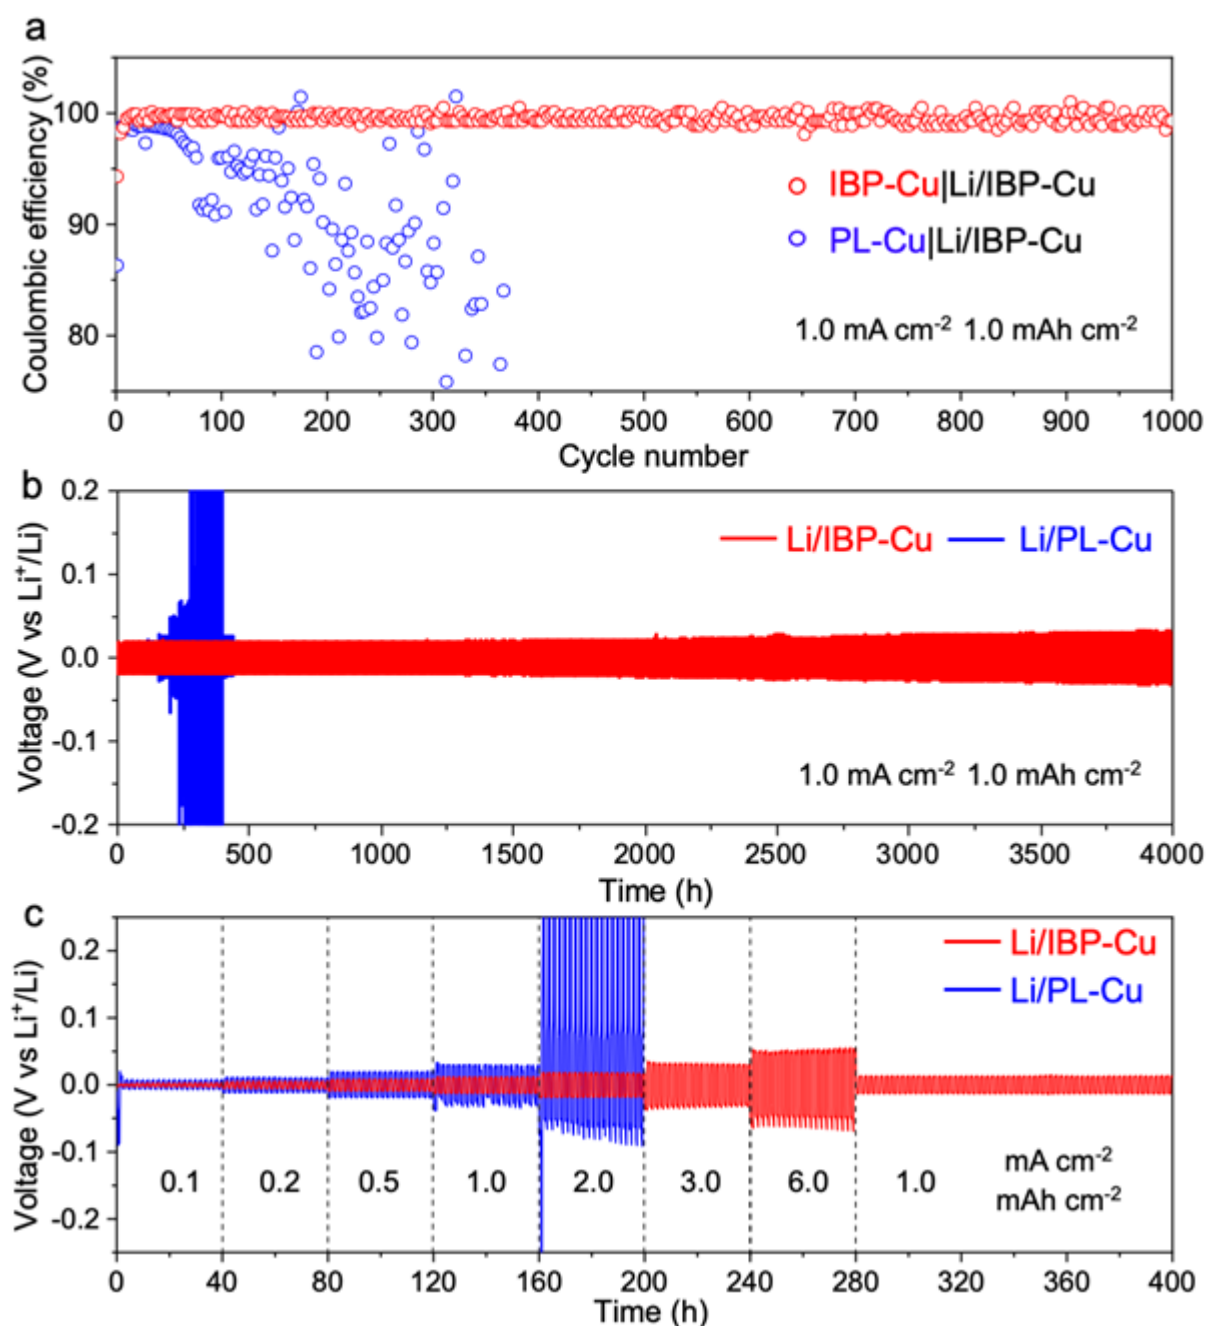 a
Coulombic efficiency (%)
100
90
80
IBP-Cu|Li/IBP-Cu
PL-Cu|Li/IBP-Cu
1.0 mA cm⁻² 1.0 mAh cm⁻²
0 100 200 300 400 500 600 700 800 900 1000
Cycle number
b
Voltage (V vs Li⁺/Li)
0.2
0.1
0.0
-0.1
-0.2
Li/IBP-Cu Li/PL-Cu
1.0 mA cm⁻² 1.0 mAh cm⁻²
0 500 1000 1500 2000 2500 3000 3500 4000
Time (h)
c
Voltage (V vs Li⁺/Li)
0.2
0.1
0.0
-0.1
-0.2
Li/IBP-Cu
Li/PL-Cu
0.1 0.2 0.5 1.0 2.0 3.0 6.0 1.0
mA cm⁻²
mAh cm⁻²
0 40 80 120 160 200 240 280 320 360 400
Time (h)